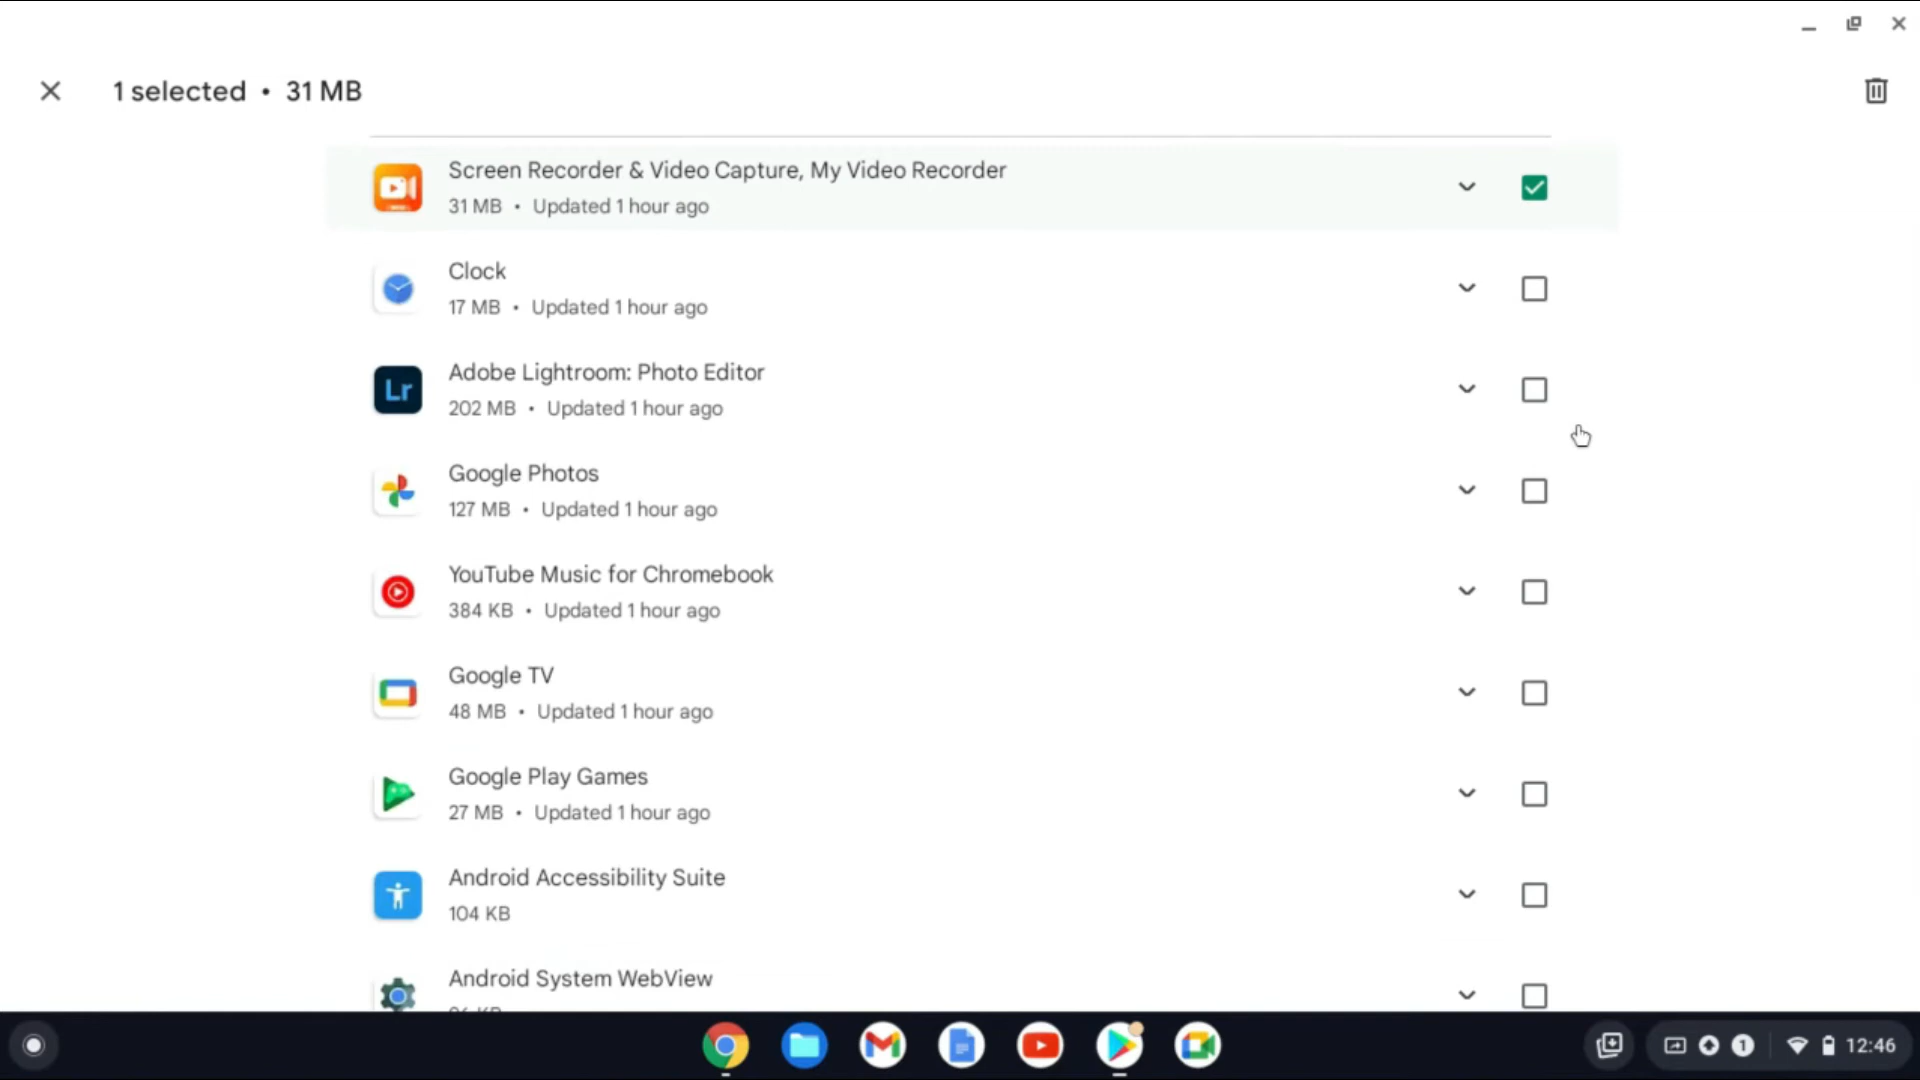 1 selected • 31 MB
Screen Recorder & Video Capture, My Video Recorder
31 MB • Updated 1 hour ago
Clock
17 MB • Updated 1 hour ago
Lr
Adobe Lightroom: Photo Editor
202 MB • Updated 1 hour ago
Google Photos
127 MB • Updated 1 hour ago
YouTube Music for Chromebook
384 KB • Updated 1 hour ago
Google TV
48 MB • Updated 1 hour ago
Google Play Games
27 MB • Updated 1 hour ago
Android Accessibility Suite
104 KB
Android System WebView
1
12:46